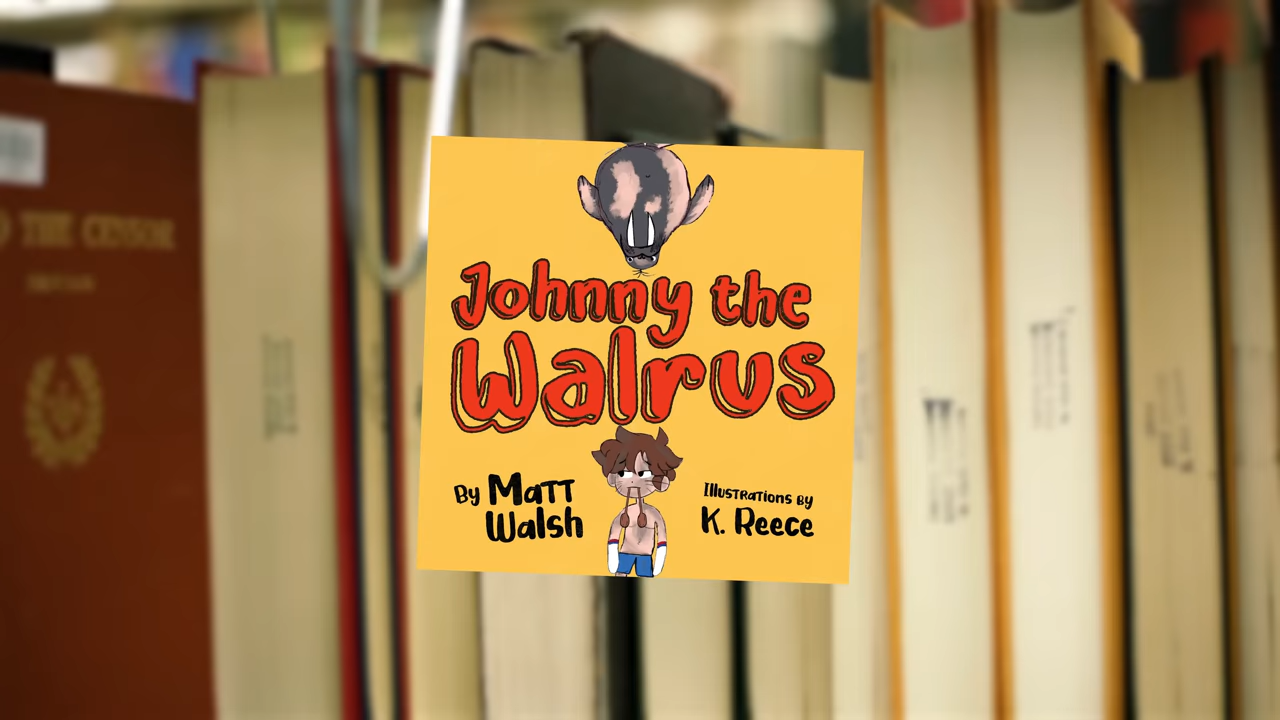 O THE CENSOR
Johnny the
Walrus
By Matt
Walsh
Illustrations by
K. Reece